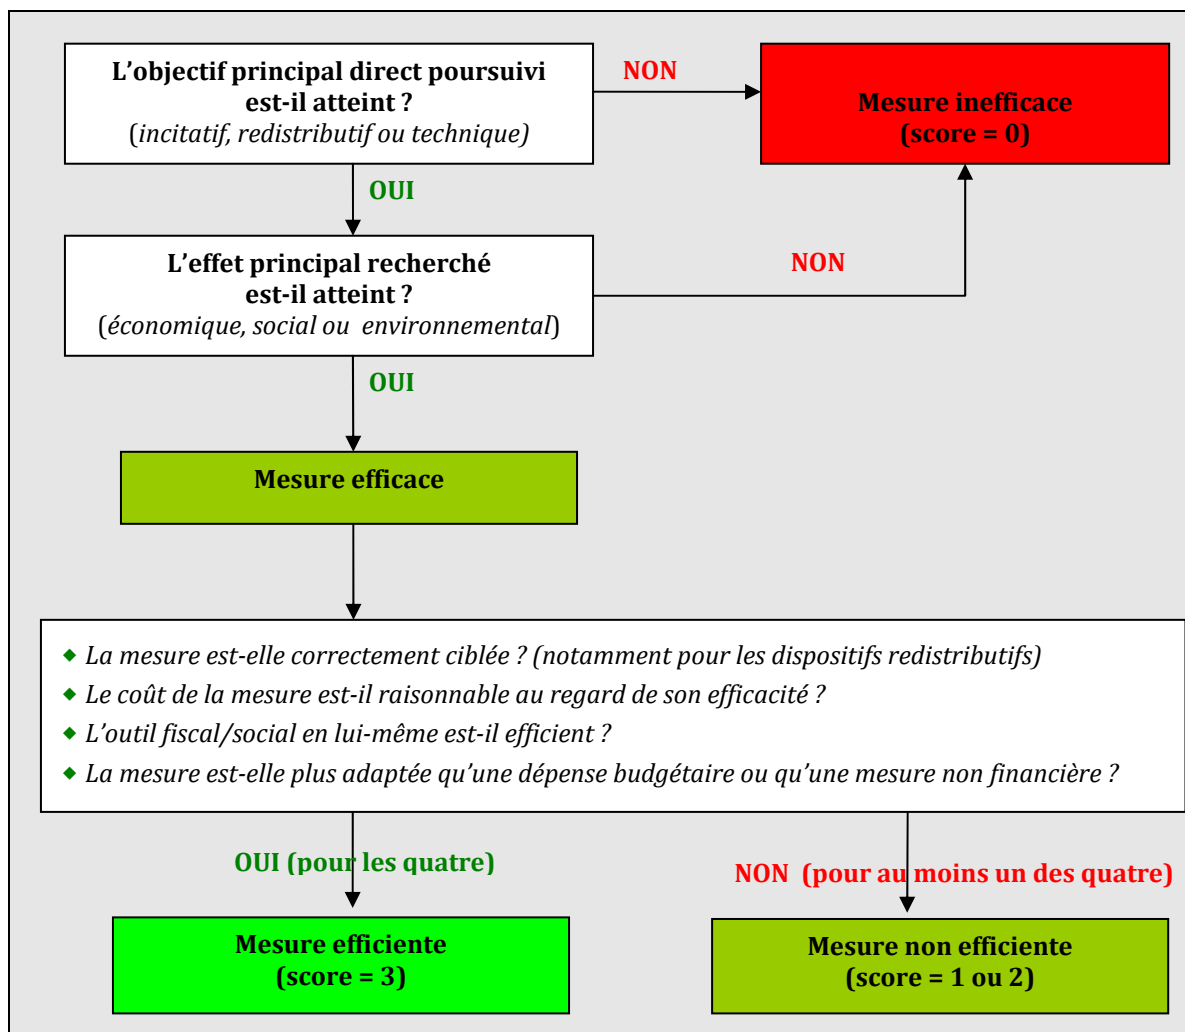 L’objectif principal direct poursuivi
est-il atteint ?
(incitatif, redistributif ou technique)
NON
Mesure inefficace
(score = 0)
OUI
L’effet principal recherché
est-il atteint ?
(économique, social ou environnemental)
NON
OUI
Mesure efficace
◆ La mesure est-elle correctement ciblée ? (notamment pour les dispositifs redistributifs)
◆ Le coût de la mesure est-il raisonnable au regard de son efficacité ?
◆ L’outil fiscal/social en lui-même est-il efficient ?
◆ La mesure est-elle plus adaptée qu’une dépense budgétaire ou qu’une mesure non financière ?
OUI (pour les quatre)
NON (pour au moins un des quatre)
Mesure efficiente
(score = 3)
Mesure non efficiente
(score = 1 ou 2)